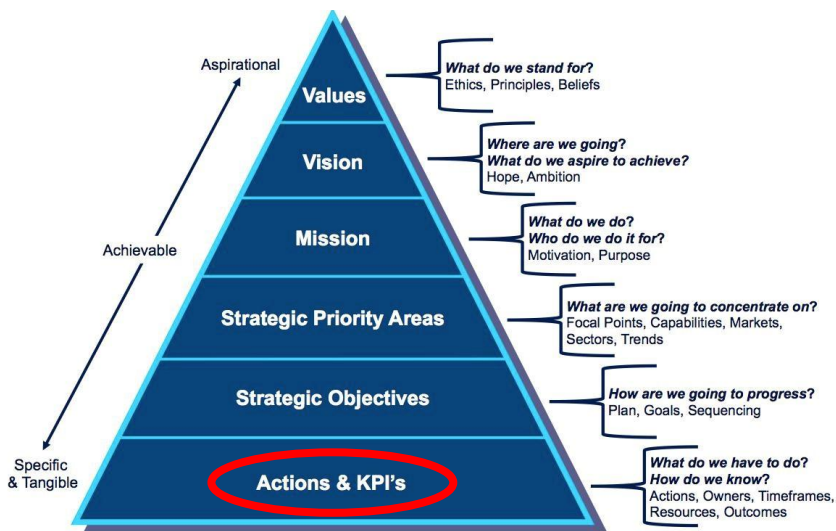 Aspirational
Values
What do we stand for?
Ethics, Principles, Beliefs
Vision
Where are we going?
What do we aspire to achieve?
Hope, Ambition
Achievable
Mission
What do we do?
Who do we do it for?
Motivation, Purpose
Strategic Priority Areas
What are we going to concentrate on?
Focal Points, Capabilities, Markets,
Sectors, Trends
Strategic Objectives
How are we going to progress?
Plan, Goals, Sequencing
Specific
& Tangible
Actions & KPI's
What do we have to do?
How do we know?
Actions, Owners, Timeframes,
Resources, Outcomes